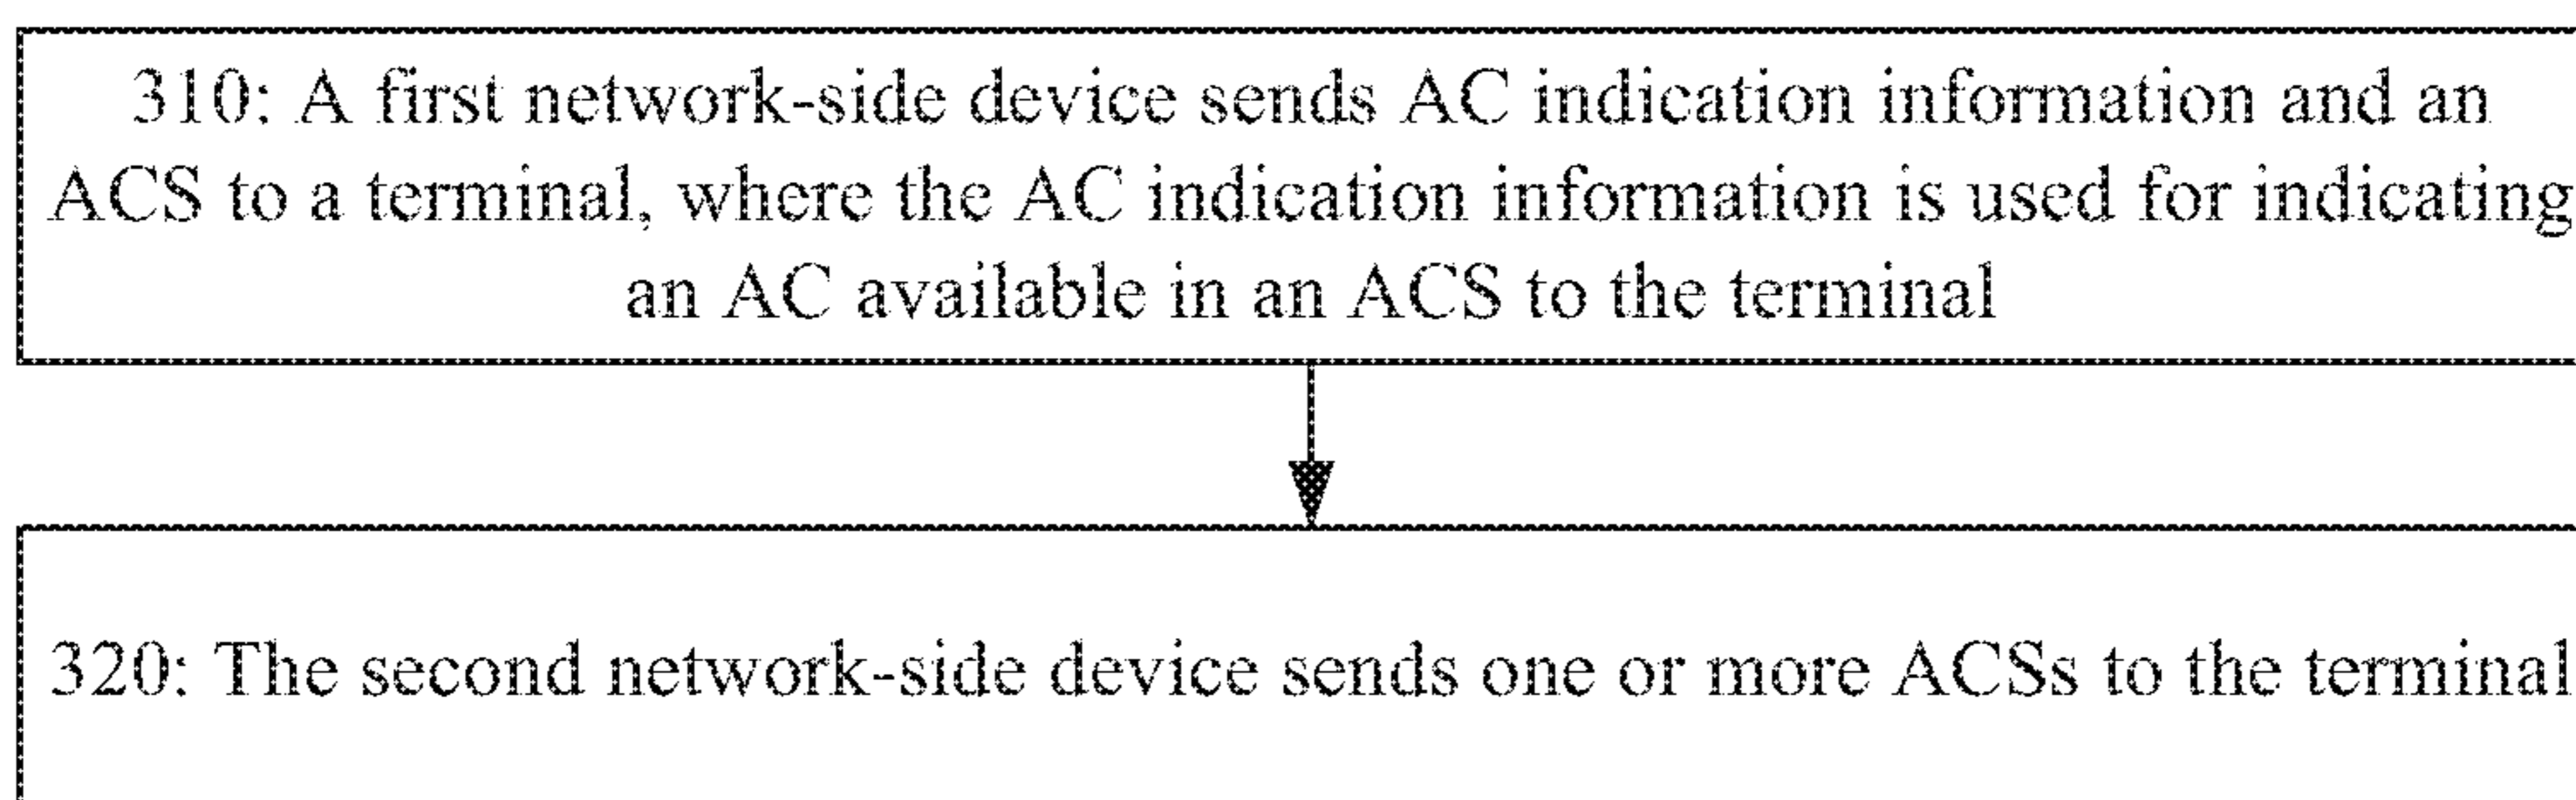 310: A first network-side device sends AC indication information and an
ACS to a terminal, where the AC indication information is used for indicating
an AC available in an ACS to the terminal
320: The second network-side device sends one or more ACSs to the terminal